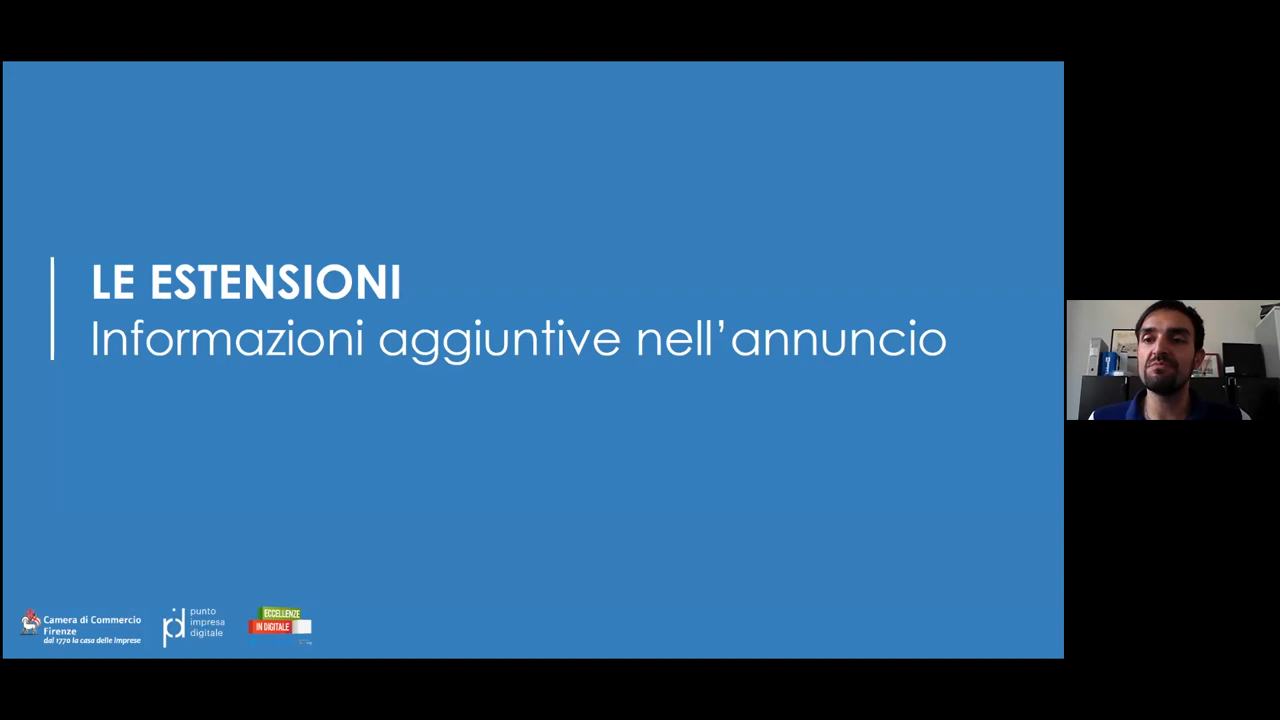 LE ESTENSIONI
Informazioni aggiuntive nell'annuncio
Camera di Commercio
Firenze
dal 1770 la casa delle imprese
pid
punto
impresa
digitale
ECCELLENZE
IN DIGITALE